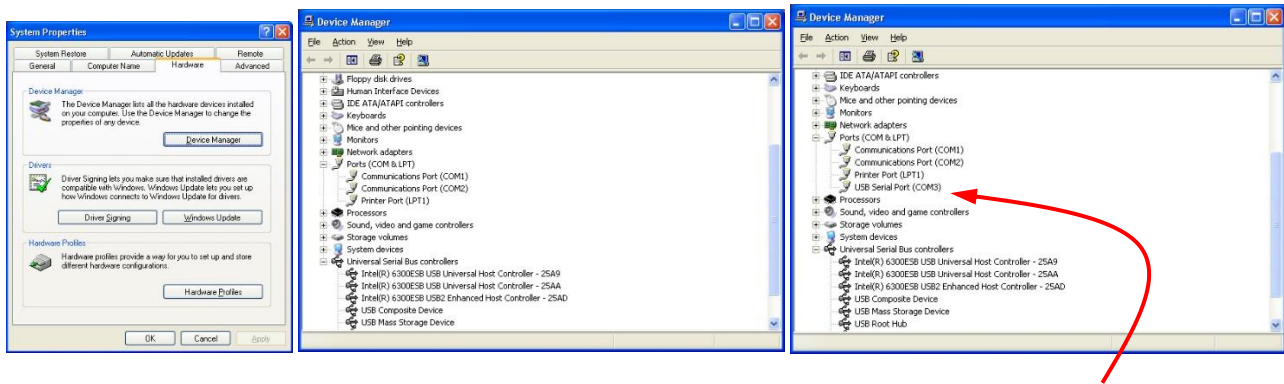 System Properties
System Restore Automatic Updates Remote
General Computer Name Hardware Advanced
Device Manager
The Device Manager lists all the hardware devices installed
on your computer. Use the Device Manager to change the
properties of any device.
Device Manager
Drivers
Driver Signing lets you make sure that installed drivers are
compatible with Windows. Windows Update lets you set up
how Windows connects to Windows Update for drivers.
Driver Signing Windows Update
Hardware Profiles
Hardware profiles provide a way for you to set up and store
different hardware configurations.
Hardware Profiles
OK Cancel Apply
Device Manager
File Action View Help
Floppy disk drives
Human Interface Devices
IDE ATA/ATAPI controllers
Keyboards
Mice and other pointing devices
Monitors
Network adapters
Ports (COM & LPT)
Communications Port (COM1)
Communications Port (COM2)
Printer Port (LPT1)
Processors
Sound, video and game controllers
Storage volumes
System devices
Universal Serial Bus controllers
Intel(R) 6300ESB USB Universal Host Controller - 25A9
Intel(R) 6300ESB USB Universal Host Controller - 25AA
Intel(R) 6300ESB USB2 Enhanced Host Controller - 25AD
USB Composite Device
USB Mass Storage Device
Device Manager
File Action View Help
IDE ATA/ATAPI controllers
Keyboards
Mice and other pointing devices
Monitors
Network adapters
Ports (COM & LPT)
Communications Port (COM1)
Communications Port (COM2)
Printer Port (LPT1)
USB Serial Port (COM3)
Processors
Sound, video and game controllers
Storage volumes
System devices
Universal Serial Bus controllers
Intel(R) 6300ESB USB Universal Host Controller - 25A9
Intel(R) 6300ESB USB Universal Host Controller - 25AA
Intel(R) 6300ESB USB2 Enhanced Host Controller - 25AD
USB Composite Device
USB Mass Storage Device
USB Root Hub